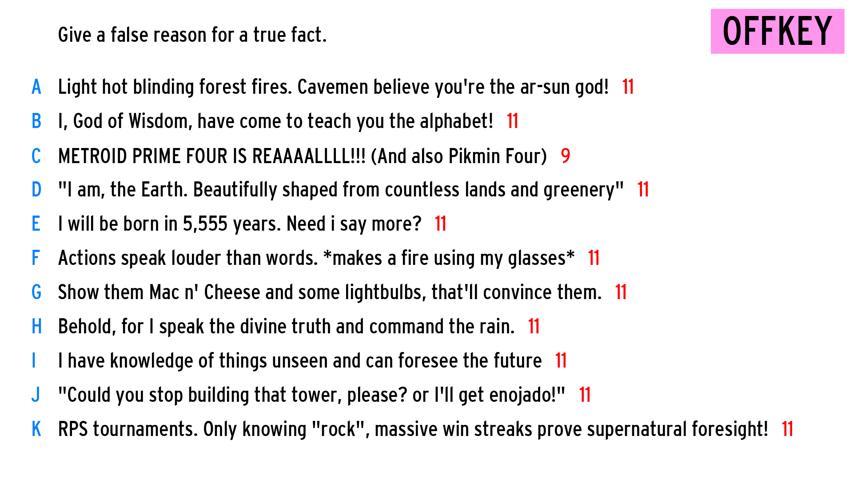 Give a false reason for a true fact.
OFFKEY
A Light hot blinding forest fires. Cavemen believe you're the ar-sun god! 11
B I, God of Wisdom, have come to teach you the alphabet! 11
C METROID PRIME FOUR IS REAAAALLLL!!! (And also Pikmin Four) 9
D "I am, the Earth. Beautifully shaped from countless lands and greenery" 11
E I will be born in 5,555 years. Need i say more? 11
F Actions speak louder than words. *makes a fire using my glasses* 11
G Show them Mac n' Cheese and some lightbulbs, that'll convince them. 11
H Behold, for I speak the divine truth and command the rain. 11
I I have knowledge of things unseen and can foresee the future 11
J "Could you stop building that tower, please? or I'll get enojado!" 11
K RPS tournaments. Only knowing "rock", massive win streaks prove supernatural foresight! 11